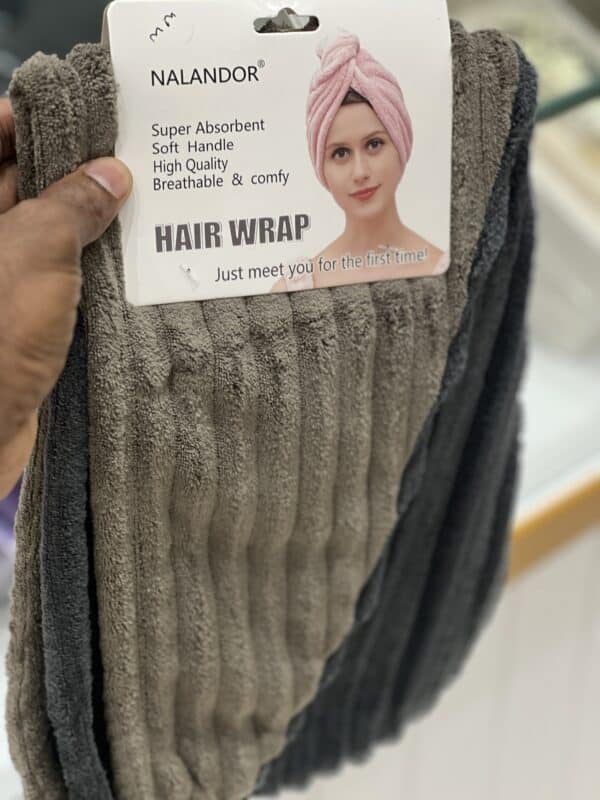 NALANDOR®
Super Absorbent
Soft Handle
High Quality
Breathable & comfy
HAIR WRAP
Just meet you for the first time!